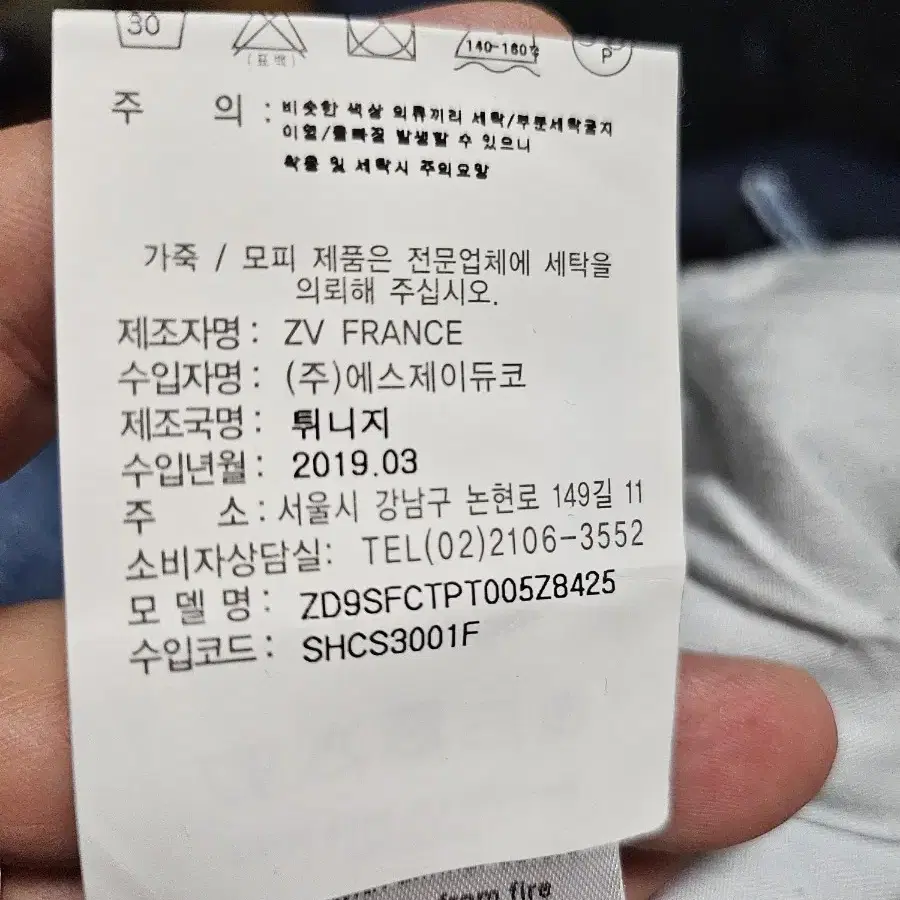 30
(표백)
140-160℃
P
주 의 : 비슷한 색상 의류끼리 세탁/부분세탁금지
이염/물빠짐 발생할 수 있으니
착용 및 세탁시 주의요망
가죽 / 모피 제품은 전문업체에 세탁을
의뢰해 주십시오.
제조자명 : ZV FRANCE
수입자명 : (주)에스제이듀코
제조국명 : 튀니지
수입년월 : 2019.03
주 소 : 서울시 강남구 논현로 149길 11
소비자상담실: TEL(02)2106-3552
모 델 명 : ZD9SFCTPT005Z8425
수입코드 : SHCS3001F
from fire